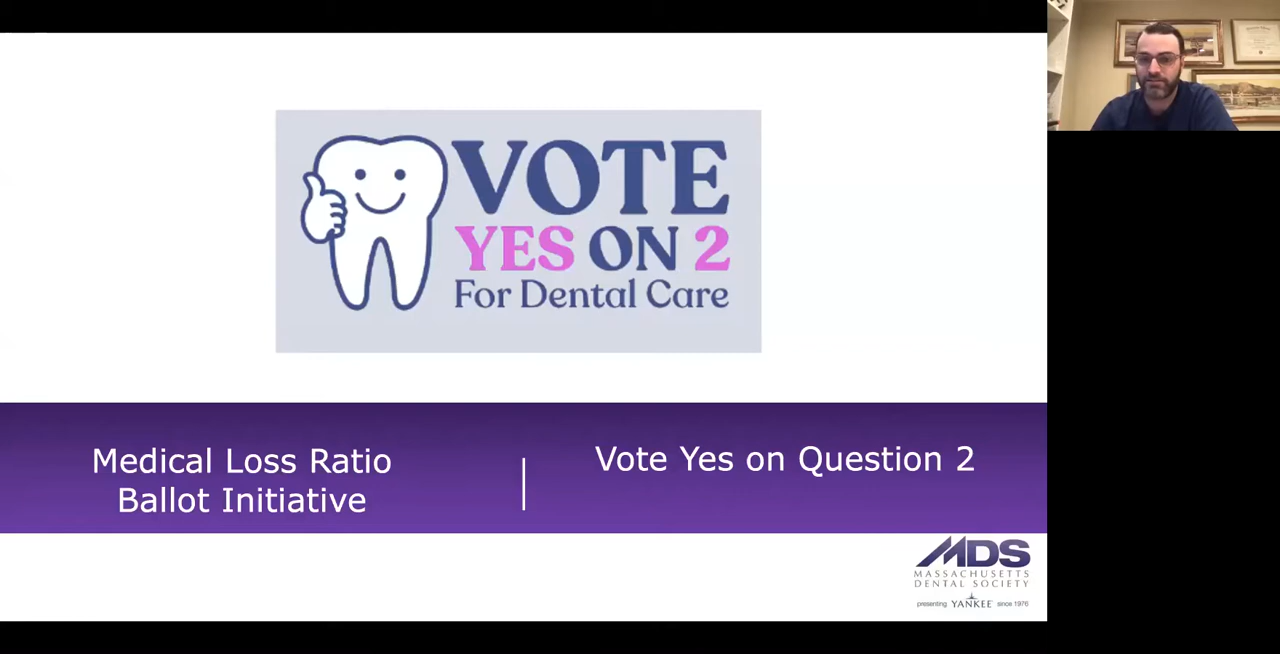 VOTE
YES ON 2
For Dental Care
Medical Loss Ratio
Ballot Initiative
Vote Yes on Question 2
MDS
MASSACHUSETTS
DENTAL SOCIETY
presenting YANKEE since 1976